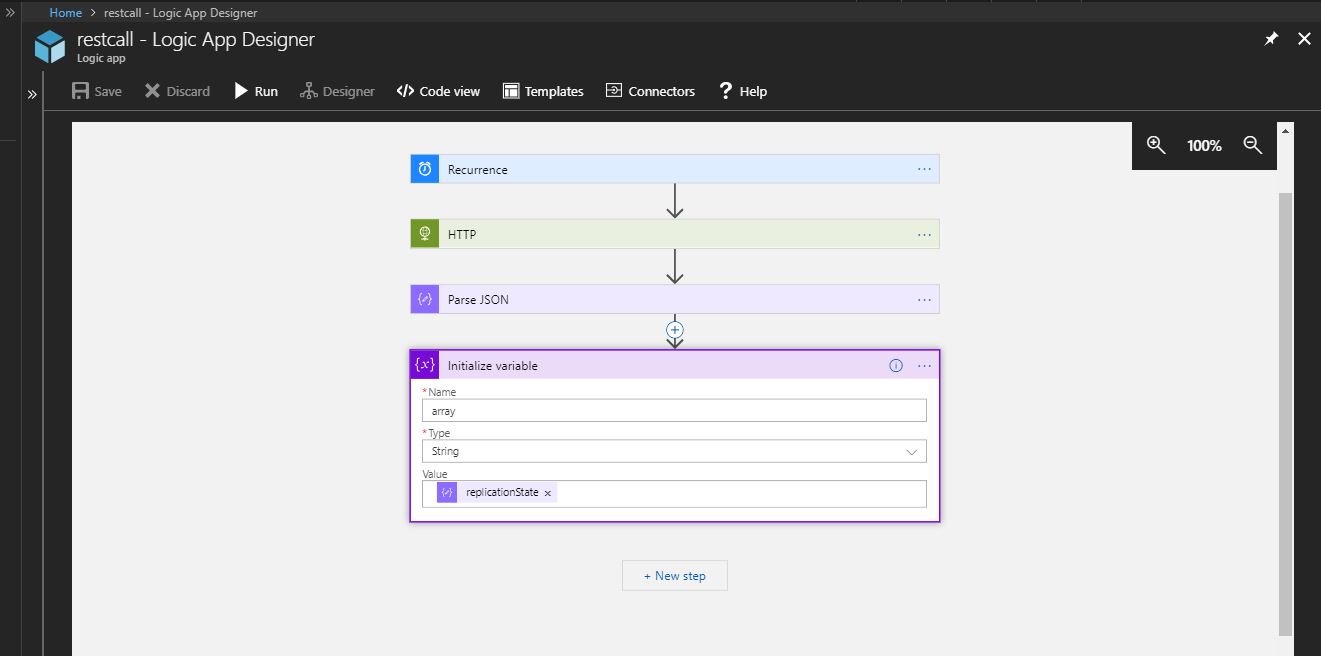 Home > restcall - Logic App Designer
restcall - Logic App Designer
Logic app
Save Discard Run Designer </> Code view Templates Connectors ? Help
100%
Recurrence ...
HTTP ...
{} Parse JSON ...
+
{x} Initialize variable i ...
* Name
array
* Type
String
Value
{} replicationState ×
+ New step